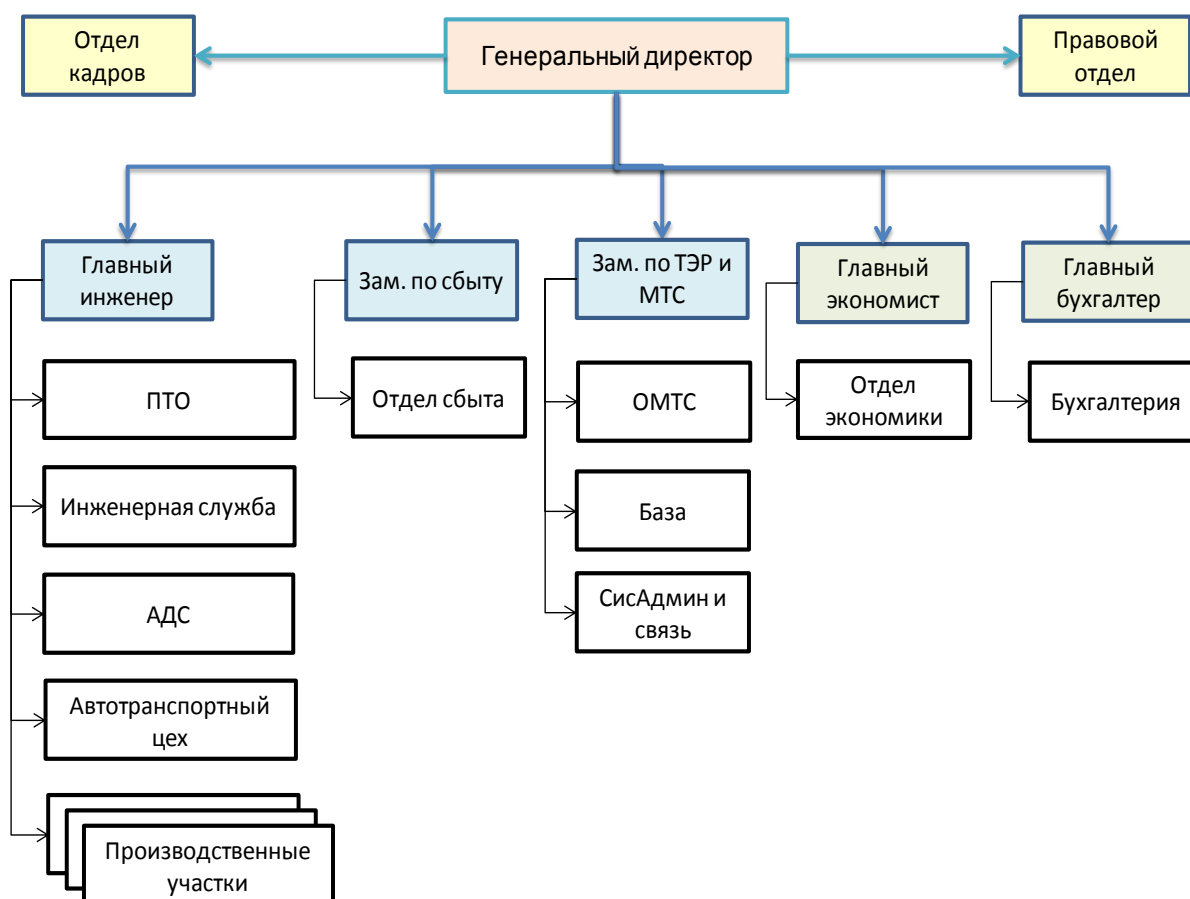 Отдел
кадров
Генеральный директор
Правовой
отдел
Главный
инженер
Зам. по сбыту
Зам. по ТЭР и
МТС
Главный
экономист
Главный
бухгалтер
ПТО
Отдел сбыта
ОМТС
Отдел
экономики
Бухгалтерия
Инженерная служба
База
АДС
СисАдмин и
связь
Автотранспортный
цех
Производственные
участки